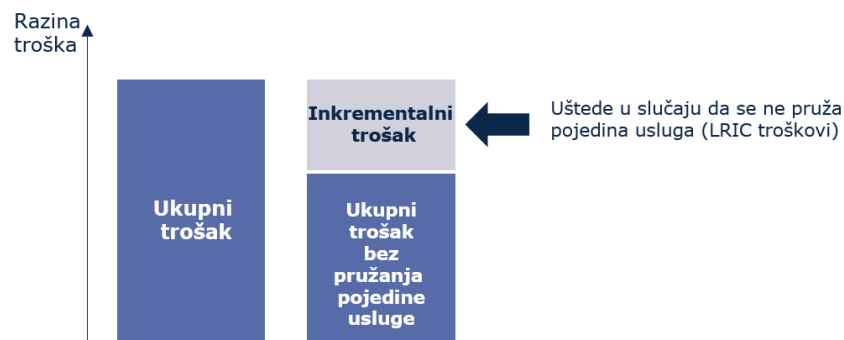 Razina
troška
Ukupni
trošak
Inkrementalni
trošak
Ukupni
trošak
bez
pružanja
pojedine
usluge
Uštede u slučaju da se ne pruža
pojedina usluga (LRIC troškovi)